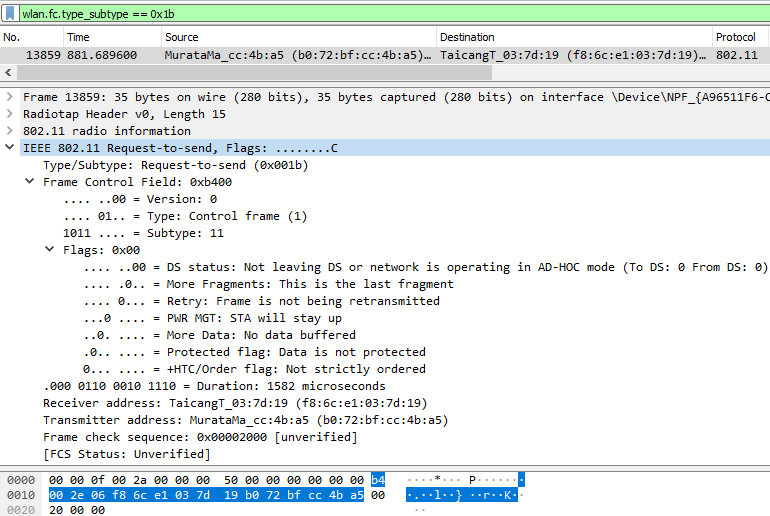 wlan.fc.type_subtype == 0x1b
No. Time Source Destination Protocol
13859 881.689600 MurataMa_cc:4b:a5 (b0:72:bf:cc:4b:a5)… TaicangT_03:7d:19 (f8:6c:e1:03:7d:19)… 802.11
Frame 13859: 35 bytes on wire (280 bits), 35 bytes captured (280 bits) on interface \Device\NPF_{A96511F6-C
Radiotap Header v0, Length 15
802.11 radio information
IEEE 802.11 Request-to-send, Flags: ........C
Type/Subtype: Request-to-send (0x001b)
Frame Control Field: 0xb400
.... ..00 = Version: 0
.... 01.. = Type: Control frame (1)
1011 .... = Subtype: 11
Flags: 0x00
.... ..00 = DS status: Not leaving DS or network is operating in AD-HOC mode (To DS: 0 From DS: 0)
.... .0.. = More Fragments: This is the last fragment
.... 0... = Retry: Frame is not being retransmitted
...0 .... = PWR MGT: STA will stay up
..0. .... = More Data: No data buffered
.0.. .... = Protected flag: Data is not protected
0... .... = +HTC/Order flag: Not strictly ordered
.000 0110 0010 1110 = Duration: 1582 microseconds
Receiver address: TaicangT_03:7d:19 (f8:6c:e1:03:7d:19)
Transmitter address: MurataMa_cc:4b:a5 (b0:72:bf:cc:4b:a5)
Frame check sequence: 0x00002000 [unverified]
[FCS Status: Unverified]
0000 00 00 0f 00 2a 00 00 00 50 00 00 00 00 00 00 b4 ····*··· P·······
0010 00 2e 06 f8 6c e1 03 7d 19 b0 72 bf cc 4b a5 00 ·.··l··} ··r··K··
0020 20 00 00 ··